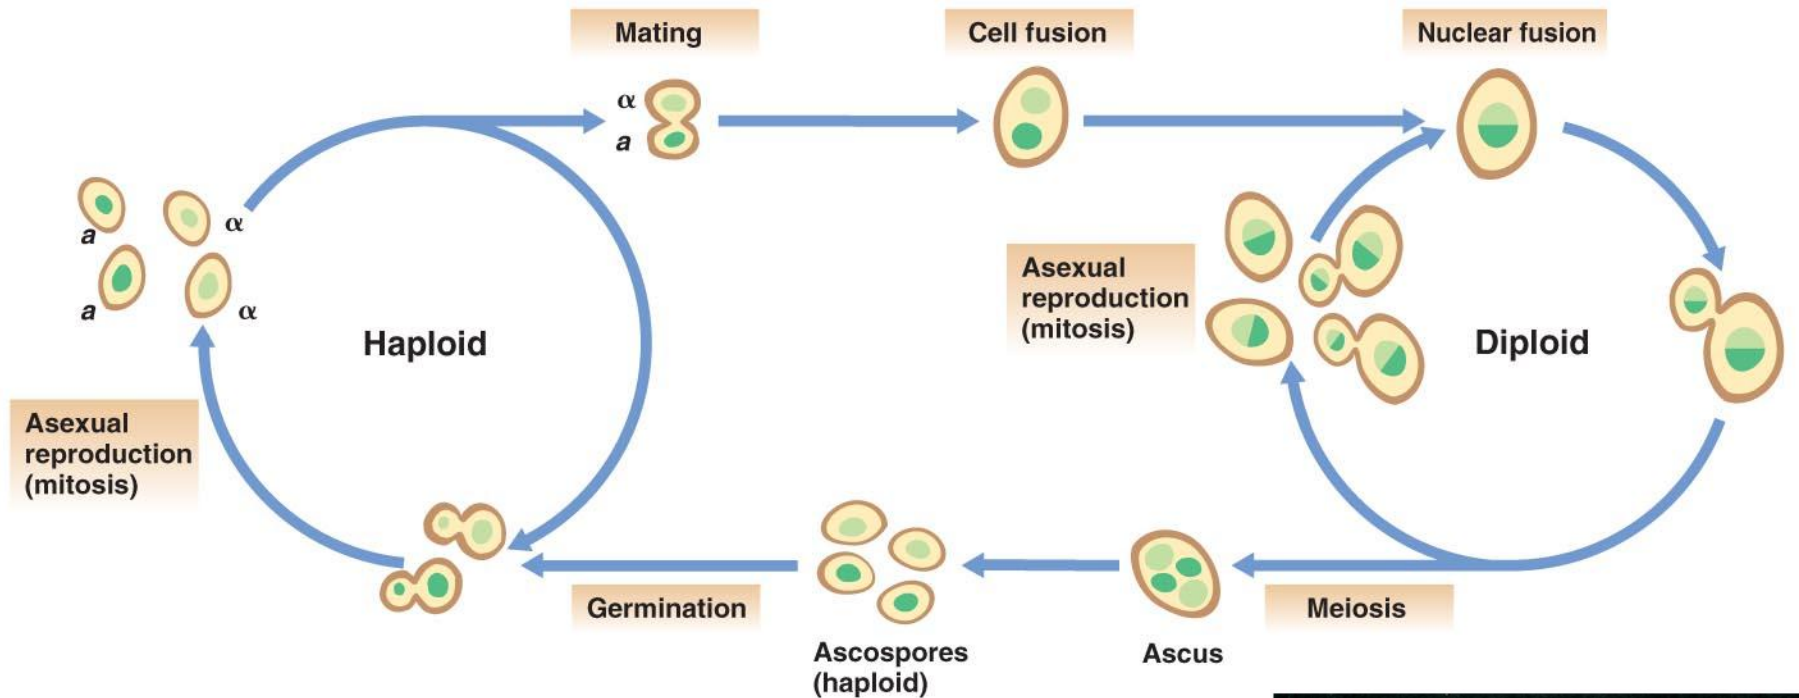 Mating
Cell fusion
Nuclear fusion
α
a
a
α
a
α
Haploid
Asexual
reproduction
(mitosis)
Diploid
Asexual
reproduction
(mitosis)
Germination
Meiosis
Ascospores
(haploid)
Ascus